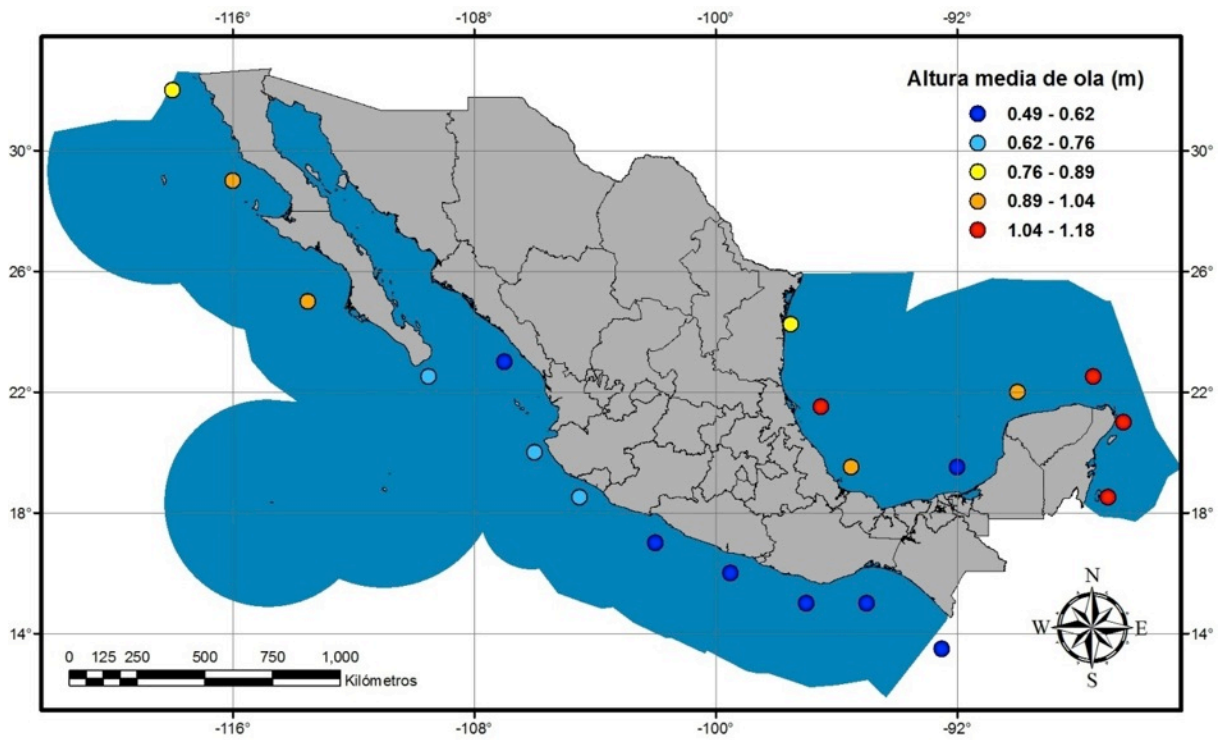 -116° -108° -100° -92°
Altura media de ola (m)
0.49 - 0.62
0.62 - 0.76
0.76 - 0.89
0.89 - 1.04
1.04 - 1.18
30° 30°
26° 26°
22° 22°
18° 18°
14° 14°
N
W E
S
0 125 250 500 750 1,000
Kilómetros
-116° -108° -100° -92°